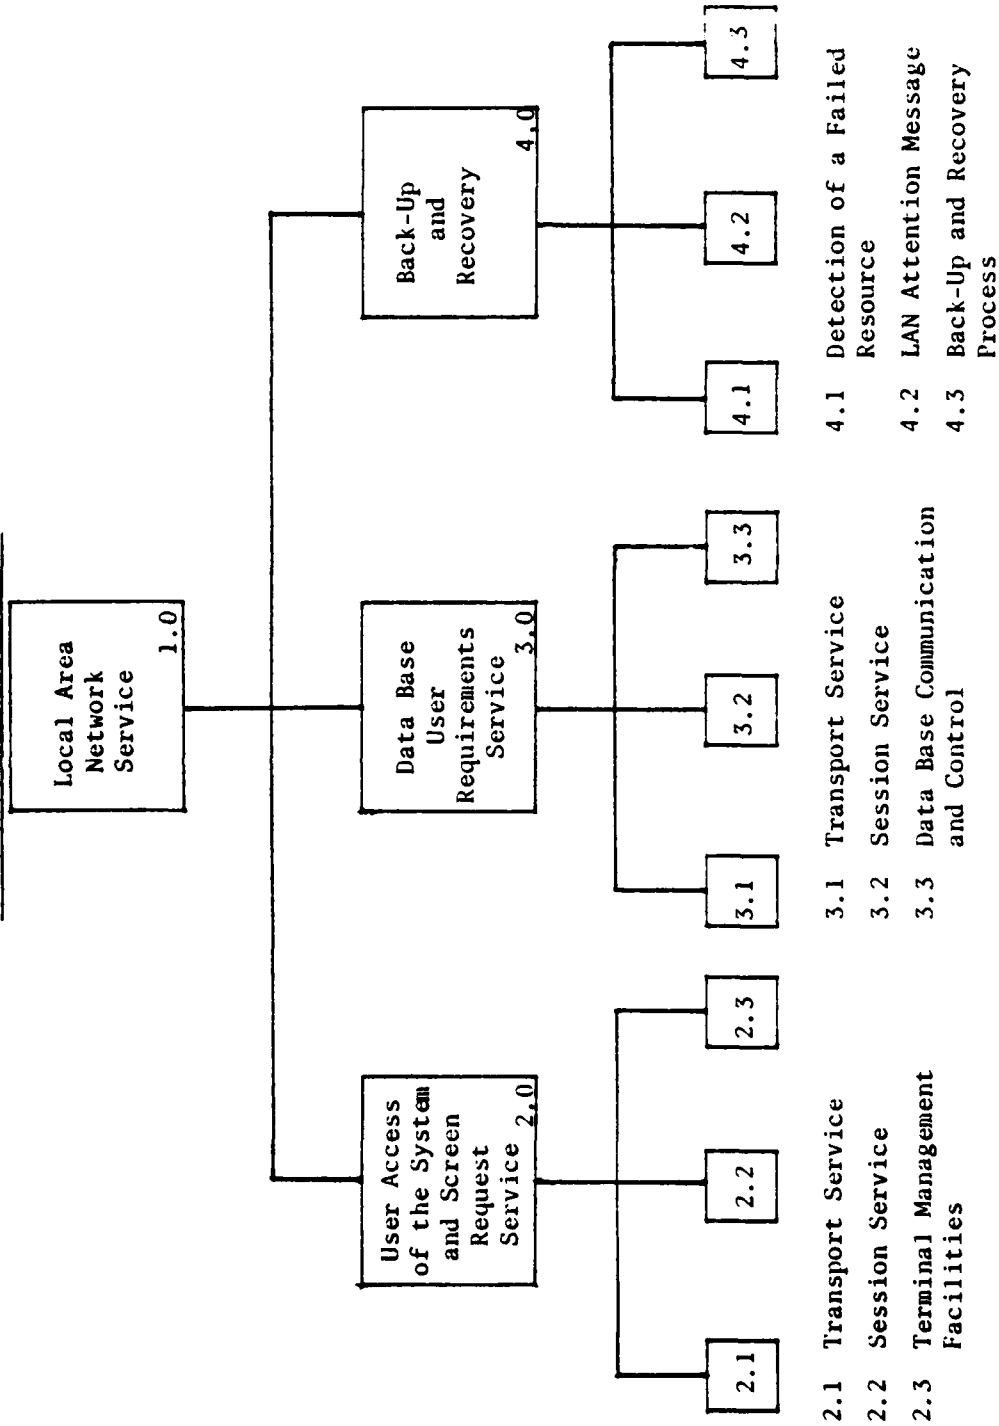 Local Area
Network
Service
1.0
User Access
of the System
and Screen
Request
Service
2.0
Data Base
User
Requirements
Service
3.0
Back-Up
and
Recovery
4.0
2.1
2.2
2.3
3.1
3.2
3.3
4.1
4.2
4.3
2.1 Transport Service
2.2 Session Service
2.3 Terminal Management
Facilities
3.1 Transport Service
3.2 Session Service
3.3 Data Base Communication
and Control
4.1 Detection of a Failed
Resource
4.2 LAN Attention Message
4.3 Back-Up and Recovery
Process